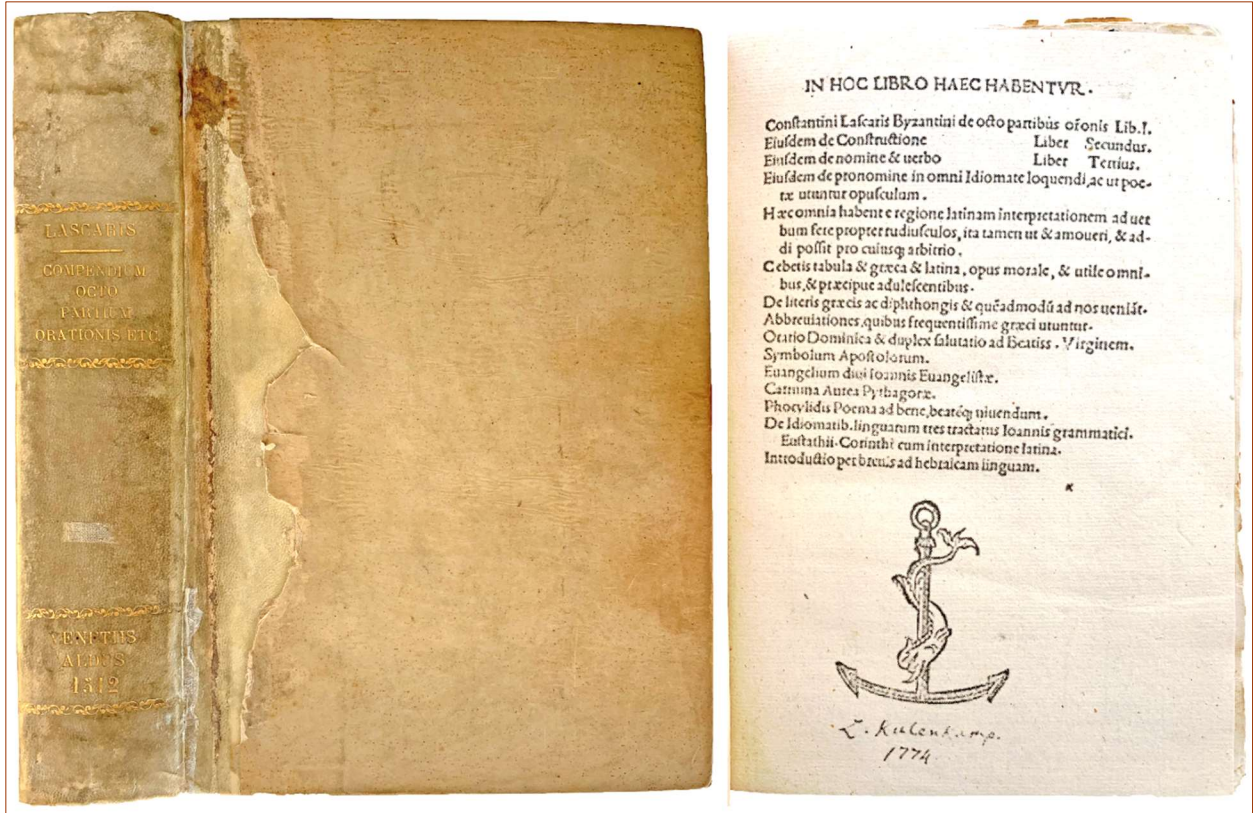 LASCARIS
COMPENDIUM
OCTO
PARTIUM
ORATIONIS ETC
VENETIIS
ALDUS
1512
IN HOC LIBRO HAEC HABENTVR.
Conſtantini Laſcaris Byzantini de octo partibus or̃onis Lib.I.
Eiuſdem de Conſtructione Liber Secundus.
Eiuſdem de nomine & uerbo Liber Tertius.
Eiuſdem de pronomine in omni Idiomate loquendi, ac ut poe-
tæ utuntur opuſculum.
Hæc omnia habent e regione latinam interpretationem ad uer
bum fere propter rudiuſculos, ita tamen ut & amoueri, & ad-
di poſſit pro cuiuſq; arbitrio.
Cebetis tabula & græca & latina, opus morale, & utile omni-
bus, & præcipue aduleſcentibus.
De literis græcis ac diphthongis & quẽadmodũ ad nos ueniãt.
Abbreuiationes, quibus frequentiſſime græci utuntur.
Oratio Dominica & duplex ſalutatio ad Beatiſſ. Virginem.
Symbolum Apoſtolorum.
Euangelium diui Ioannis Euangeliſtæ.
Carmina Aurea Pythagoræ.
Phocylidis Poema ad bene, beateq; uiuendum.
De Idiomatib. linguarum tres tractatus Ioannis grammatici.
Euſtathii. Corinthi cum interpretatione latina.
Introductio per breuis ad hebraicam linguam.
L. Kulenkamp.
1774